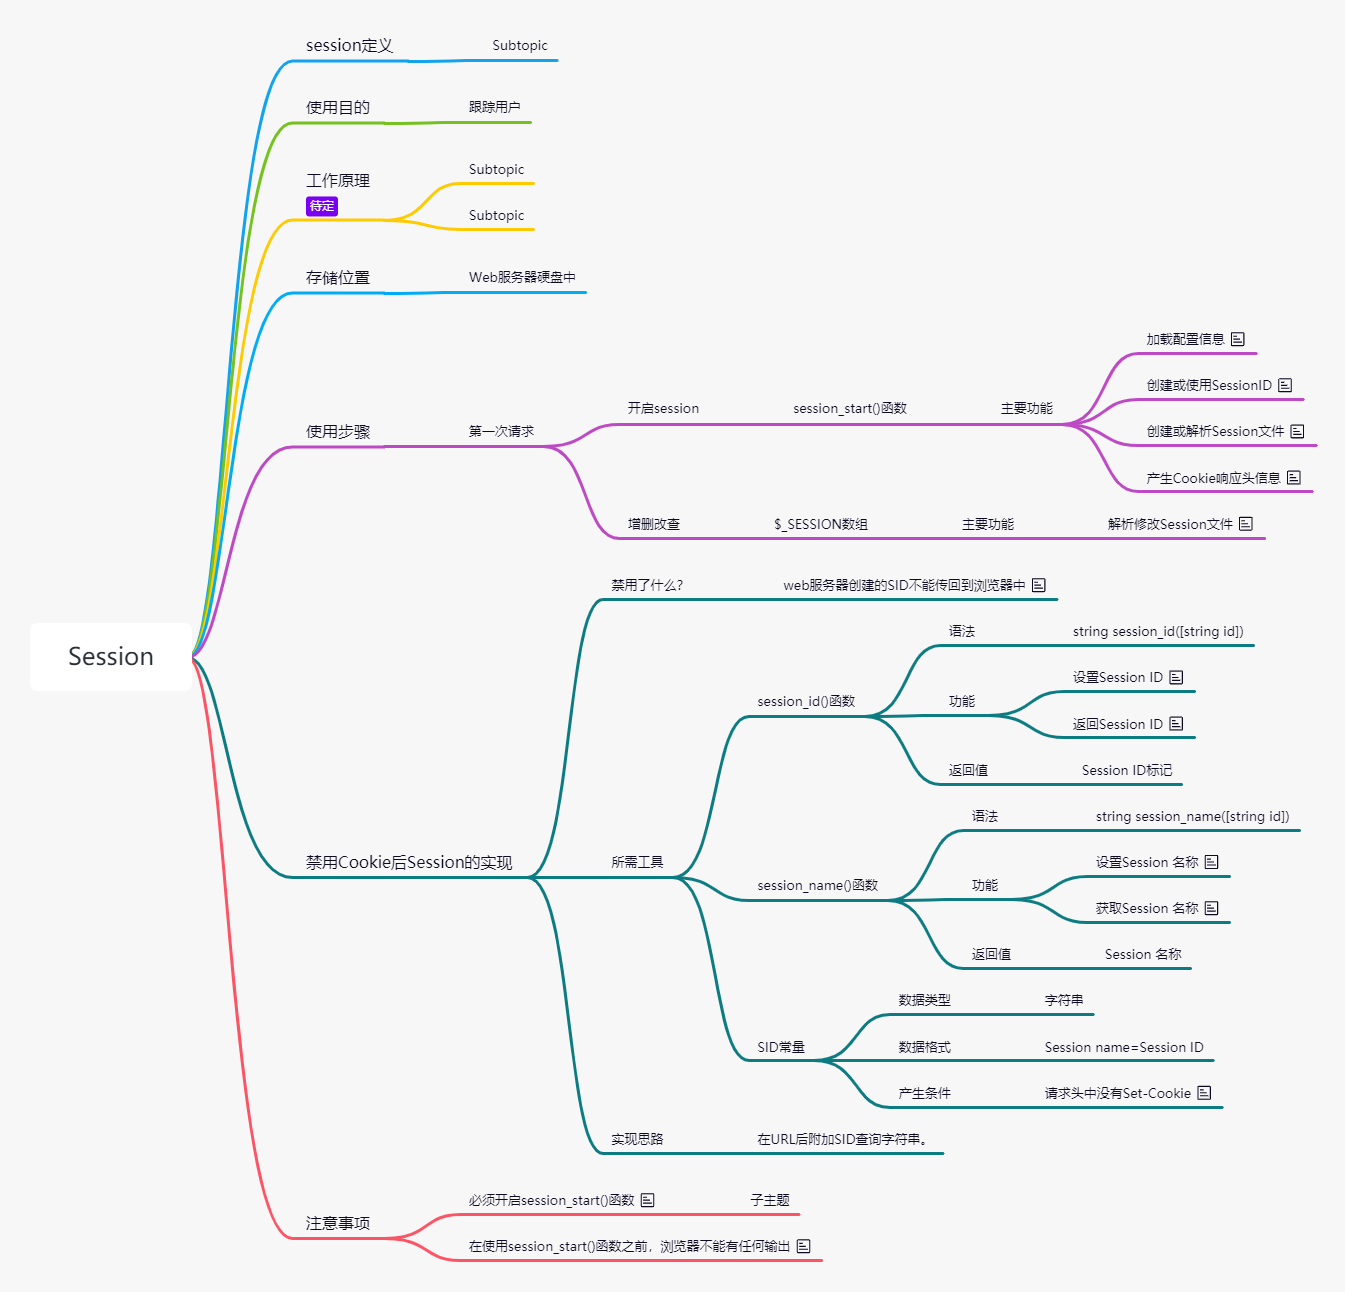 Session
session定义
Subtopic
使用目的
跟踪用户
工作原理
待定
Subtopic
Subtopic
存储位置
Web服务器硬盘中
使用步骤
第一次请求
开启session
session_start()函数
主要功能
加载配置信息
创建或使用SessionID
创建或解析Session文件
产生Cookie响应头信息
增删改查
$_SESSION数组
主要功能
解析修改Session文件
禁用Cookie后Session的实现
禁用了什么?
web服务器创建的SID不能传回到浏览器中
所需工具
session_id()函数
语法
string session_id([string id])
功能
设置Session ID
返回Session ID
返回值
Session ID标记
session_name()函数
语法
string session_name([string id])
功能
设置Session 名称
获取Session 名称
返回值
Session 名称
SID常量
数据类型
字符串
数据格式
Session name=Session ID
产生条件
请求头中没有Set-Cookie
实现思路
在URL后附加SID查询字符串。
注意事项
必须开启session_start()函数
子主题
在使用session_start()函数之前，浏览器不能有任何输出